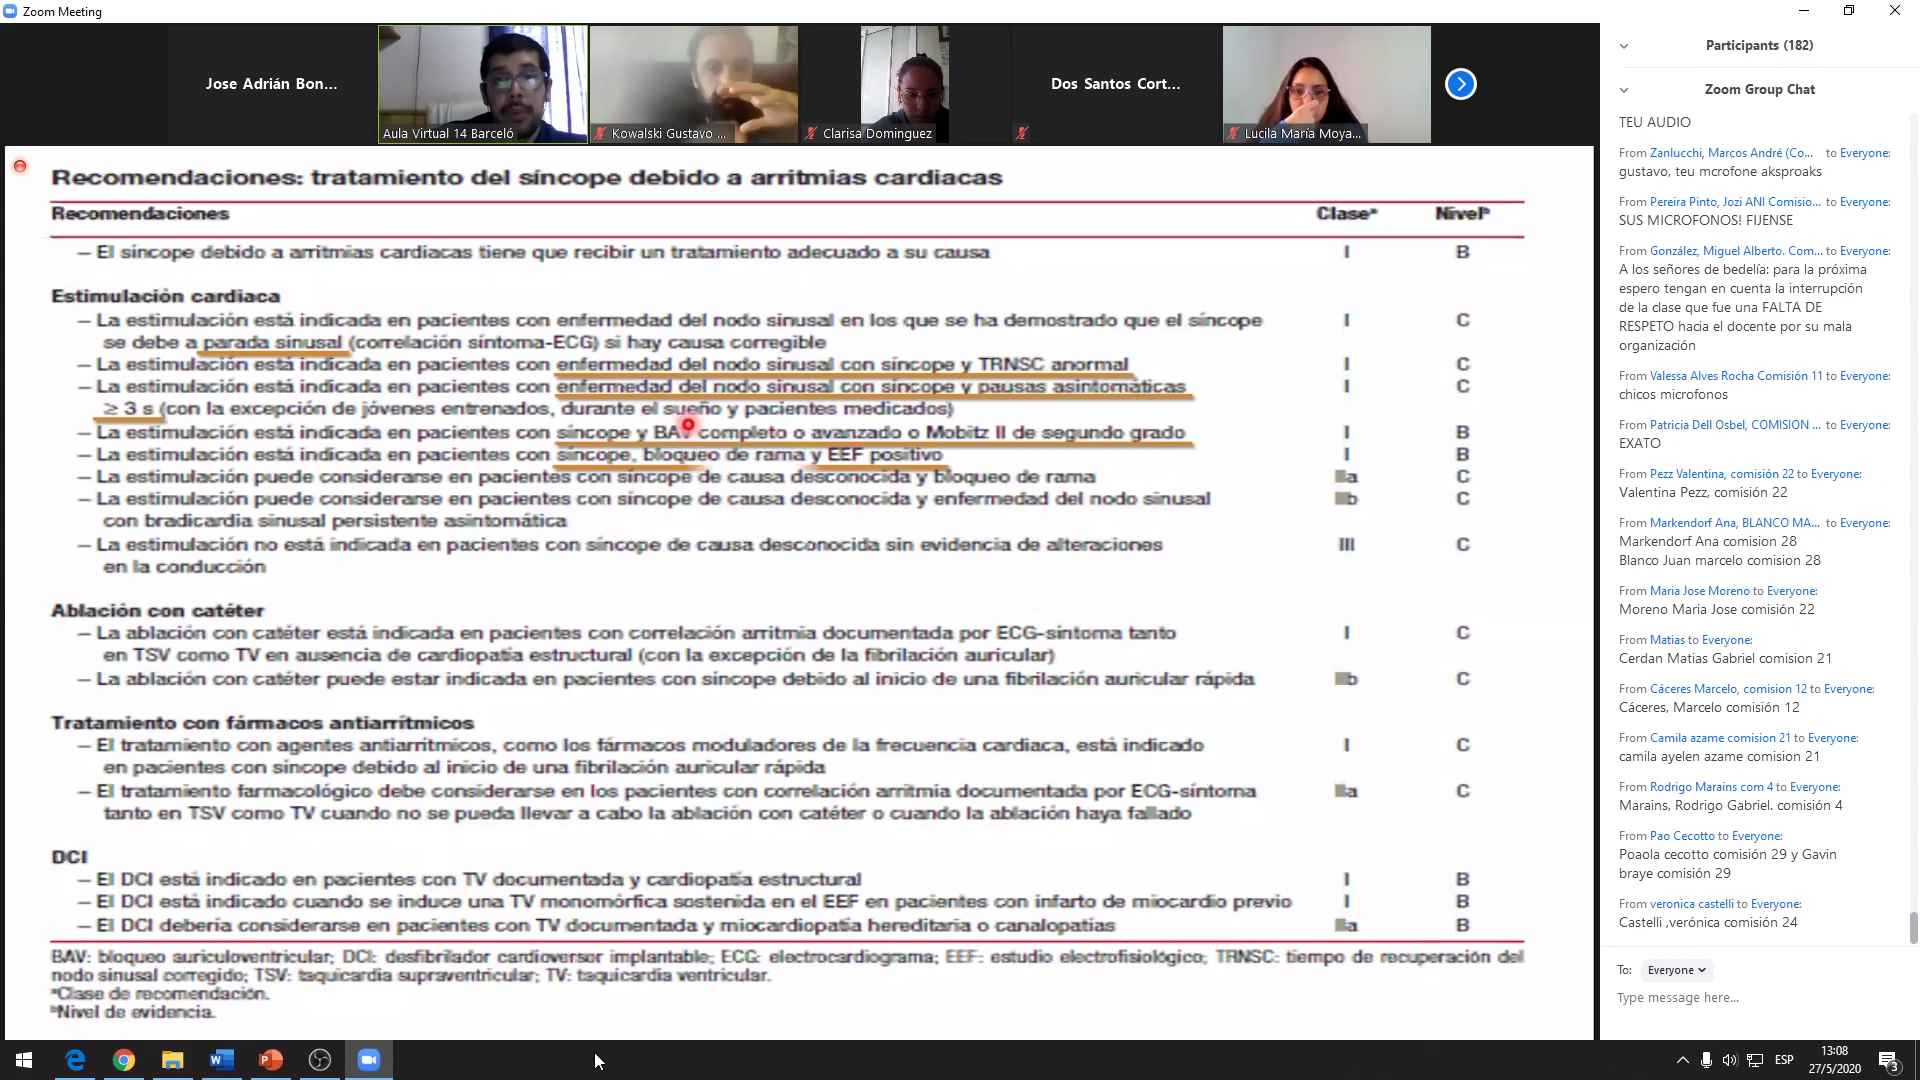 Zoom Meeting
Jose Adrián Bon...
Aula Virtual 14 Barceló
Kowalski Gustavo ...
Clarisa Dominguez
Dos Santos Cort...
Lucila María Moya...
Recomendaciones: tratamiento del síncope debido a arritmias cardiacas
Recomendaciones Claseª Nivelᵇ
– El síncope debido a arritmias cardiacas tiene que recibir un tratamiento adecuado a su causa I B
Estimulación cardiaca
– La estimulación está indicada en pacientes con enfermedad del nodo sinusal en los que se ha demostrado que el síncope I C
se debe a parada sinusal (correlación síntoma-ECG) si hay causa corregible
– La estimulación está indicada en pacientes con enfermedad del nodo sinusal con síncope y TRNSC anormal I C
– La estimulación está indicada en pacientes con enfermedad del nodo sinusal con síncope y pausas asintomáticas I C
≥ 3 s (con la excepción de jóvenes entrenados, durante el sueño y pacientes medicados)
– La estimulación está indicada en pacientes con síncope y BAV completo o avanzado o Mobitz II de segundo grado I B
– La estimulación está indicada en pacientes con síncope, bloqueo de rama y EEF positivo I B
– La estimulación puede considerarse en pacientes con síncope de causa desconocida y bloqueo de rama IIa C
– La estimulación puede considerarse en pacientes con síncope de causa desconocida y enfermedad del nodo sinusal IIb C
con bradicardia sinusal persistente asintomática
– La estimulación no está indicada en pacientes con síncope de causa desconocida sin evidencia de alteraciones III C
en la conducción
Ablación con catéter
– La ablación con catéter está indicada en pacientes con correlación arritmia documentada por ECG-síntoma tanto I C
en TSV como TV en ausencia de cardiopatía estructural (con la excepción de la fibrilación auricular)
– La ablación con catéter puede estar indicada en pacientes con síncope debido al inicio de una fibrilación auricular rápida IIb C
Tratamiento con fármacos antiarrítmicos
– El tratamiento con agentes antiarrítmicos, como los fármacos moduladores de la frecuencia cardiaca, está indicado I C
en pacientes con síncope debido al inicio de una fibrilación auricular rápida
– El tratamiento farmacológico debe considerarse en los pacientes con correlación arritmia documentada por ECG-síntoma IIa C
tanto en TSV como TV cuando no se pueda llevar a cabo la ablación con catéter o cuando la ablación haya fallado
DCI
– El DCI está indicado en pacientes con TV documentada y cardiopatía estructural I B
– El DCI está indicado cuando se induce una TV monomórfica sostenida en el EEF en pacientes con infarto de miocardio previo I B
– El DCI debería considerarse en pacientes con TV documentada y miocardiopatía hereditaria o canalopatías IIa B
BAV: bloqueo auriculoventricular; DCI: desfibrilador cardioversor implantable; ECG: electrocardiograma; EEF: estudio electrofisiológico; TRNSC: tiempo de recuperación del
nodo sinusal corregido; TSV: taquicardia supraventricular; TV: taquicardia ventricular.
ªClase de recomendación.
ᵇNivel de evidencia.
Participants (182)
Zoom Group Chat
TEU AUDIO
From Zanlucchi, Marcos André (Co... to Everyone:
gustavo, teu mcrofone aksproaks
From Pereira Pinto, Jozi ANI Comisio... to Everyone:
SUS MICROFONOS! FIJENSE
From González, Miguel Alberto. Com... to Everyone:
A los señores de bedelía: para la próxima
espero tengan en cuenta la interrupción
de la clase que fue una FALTA DE
RESPETO hacia el docente por su mala
organización
From Valessa Alves Rocha Comisión 11 to Everyone:
chicos microfonos
From Patricia Dell Osbel, COMISION ... to Everyone:
EXATO
From Pezz Valentina, comisión 22 to Everyone:
Valentina Pezz, comisión 22
From Markendorf Ana, BLANCO MA... to Everyone:
Markendorf Ana comision 28
Blanco Juan marcelo comision 28
From Maria Jose Moreno to Everyone:
Moreno Maria Jose comisión 22
From Matias to Everyone:
Cerdan Matias Gabriel comision 21
From Cáceres Marcelo, comision 12 to Everyone:
Cáceres, Marcelo comisión 12
From Camila azame comision 21 to Everyone:
camila ayelen azame comision 21
From Rodrigo Marains com 4 to Everyone:
Marains, Rodrigo Gabriel. comisión 4
From Pao Cecotto to Everyone:
Poaola cecotto comisión 29 y Gavin
braye comisión 29
From veronica castelli to Everyone:
Castelli ,verónica comisión 24
To: Everyone
Type message here...
ESP
13:08
27/5/2020
3